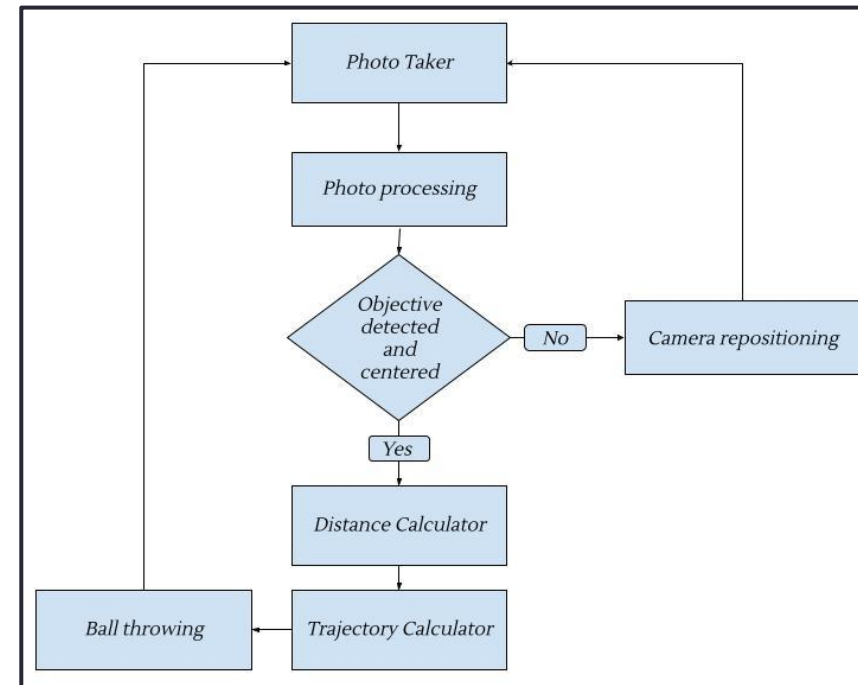 Photo Taker
Photo processing
Objective
detected
and
centered
No
Camera repositioning
Yes
Distance Calculator
Ball throwing
Trajectory Calculator